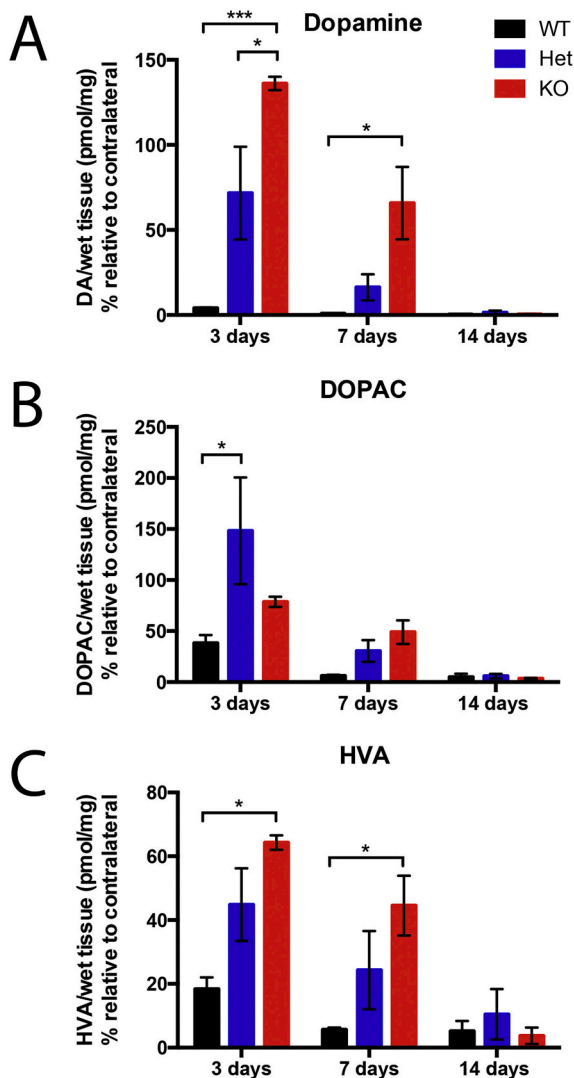 A
Dopamine
WT
Het
KO
***
*
*
DA/wet tissue (pmol/mg)
% relative to contralateral
150
100
50
0
3 days 7 days 14 days
B
DOPAC
*
DOPAC/wet tissue (pmol/mg)
% relative to contralateral
250
200
150
100
50
0
3 days 7 days 14 days
C
HVA
*
*
HVA/wet tissue (pmol/mg)
% relative to contralateral
80
60
40
20
0
3 days 7 days 14 days